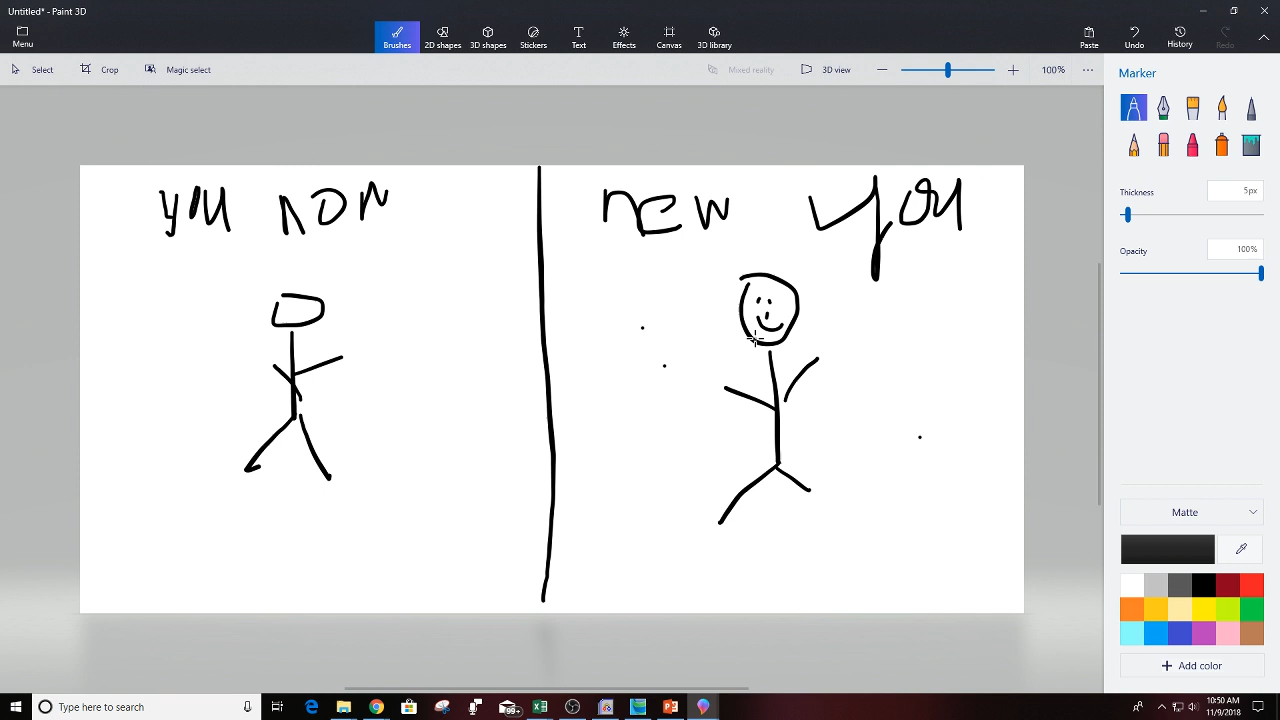 Untitled* - Paint 3D
Menu
Brushes
2D shapes
3D shapes
Stickers
Text
Effects
Canvas
3D library
Paste
Undo
History
Redo
Select
Crop
Magic select
Mixed reality
3D view
100%
Marker
Thickness
5px
Opacity
100%
Matte
Add color
you now
new you
Type here to search
99+
10:50 AM
11/9/2018